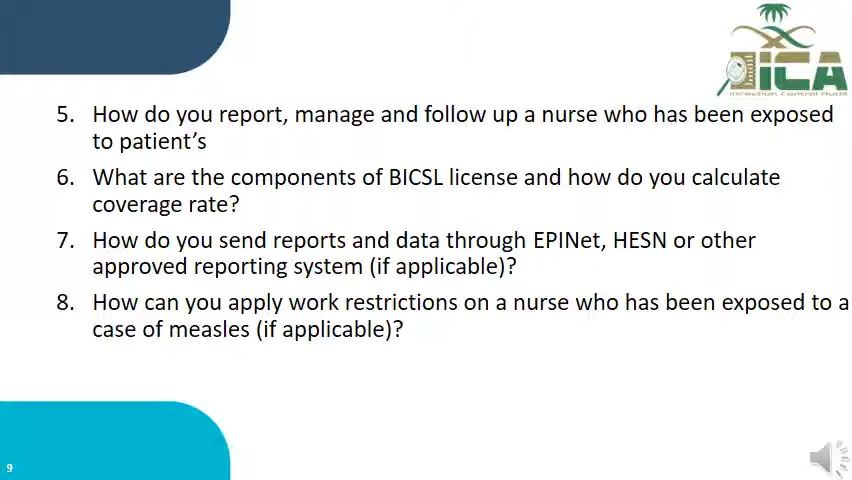 ICA
Infection Control Audit
5. How do you report, manage and follow up a nurse who has been exposed
to patient’s
6. What are the components of BICSL license and how do you calculate
coverage rate?
7. How do you send reports and data through EPINet, HESN or other
approved reporting system (if applicable)?
8. How can you apply work restrictions on a nurse who has been exposed to a
case of measles (if applicable)?
9